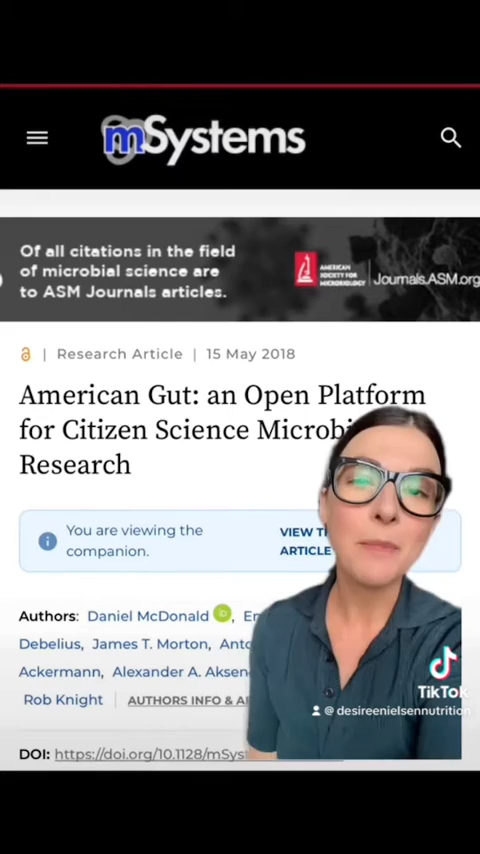 mSystems
Of all citations in the field
of microbial science are
to ASM Journals articles.
AMERICAN
SOCIETY FOR
MICROBIOLOGY
Journals.ASM.org
| Research Article | 15 May 2018
American Gut: an Open Platform
for Citizen Science
Research
You are viewing the
companion.
VIEW
ARTICLE
Authors: Daniel McDonald iD,
Debelius, James T. Morton,
Ackermann, Alexander A.
Rob Knight | AUTHORS INFO &
DOI: https://doi.org/10.1128/mSys
TikTok
@desireenielsennutrition